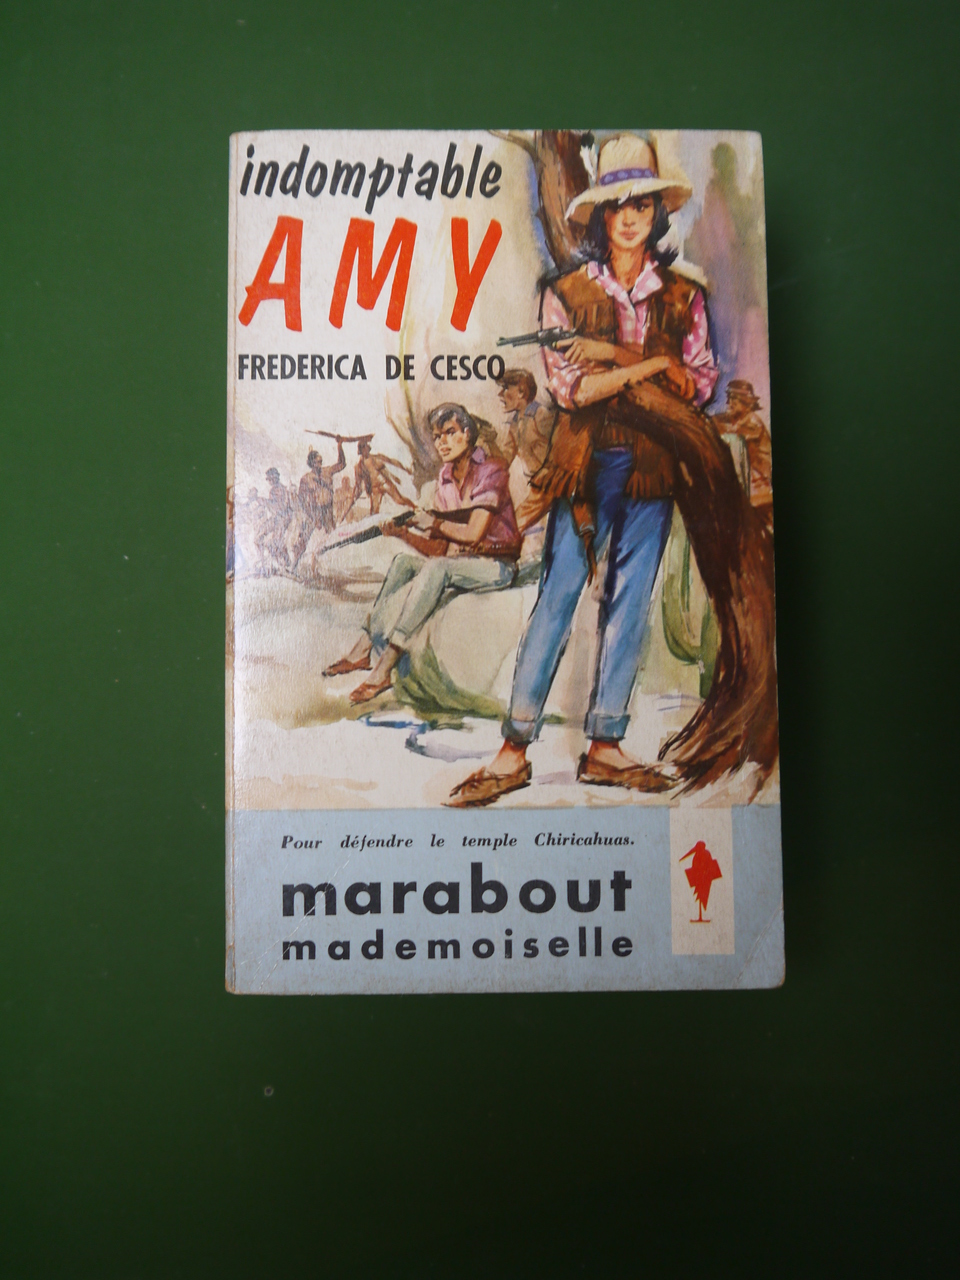 indomptable
AMY
FREDERICA DE CESCO
Pour défendre le temple Chiricahuas.
marabout
mademoiselle